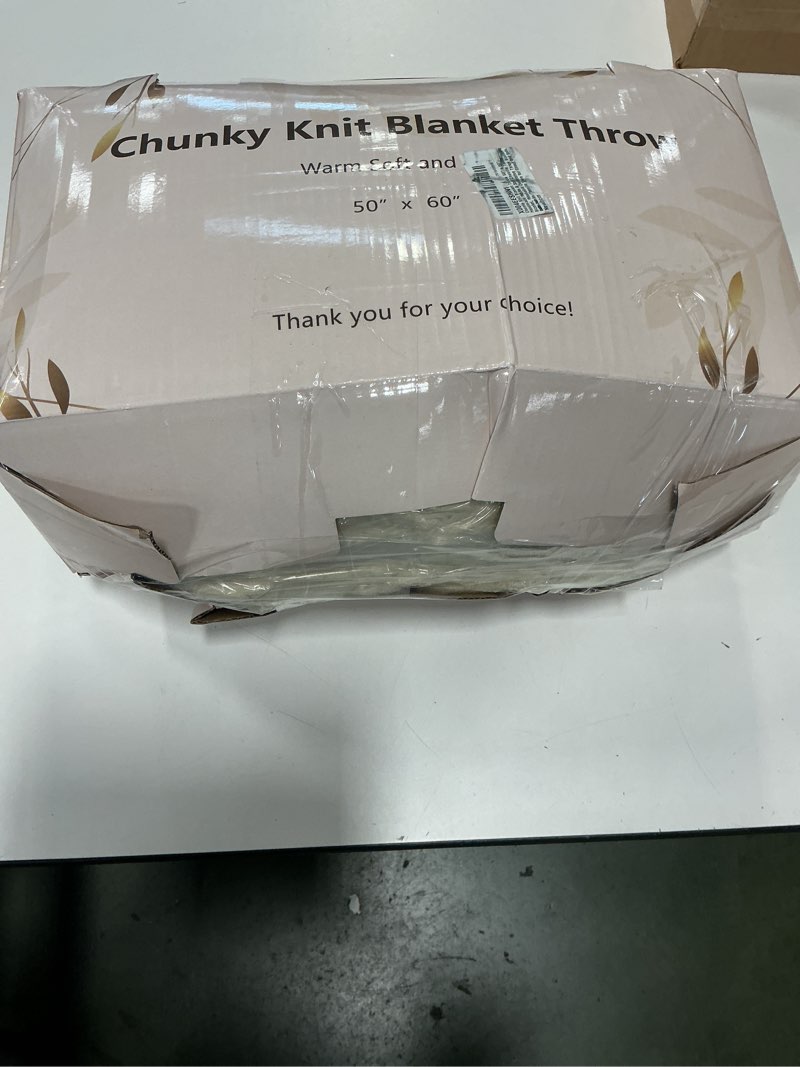 Chunky Knit Blanket Throw
Warm Soft and
50" x 60"
Thank you for your choice!